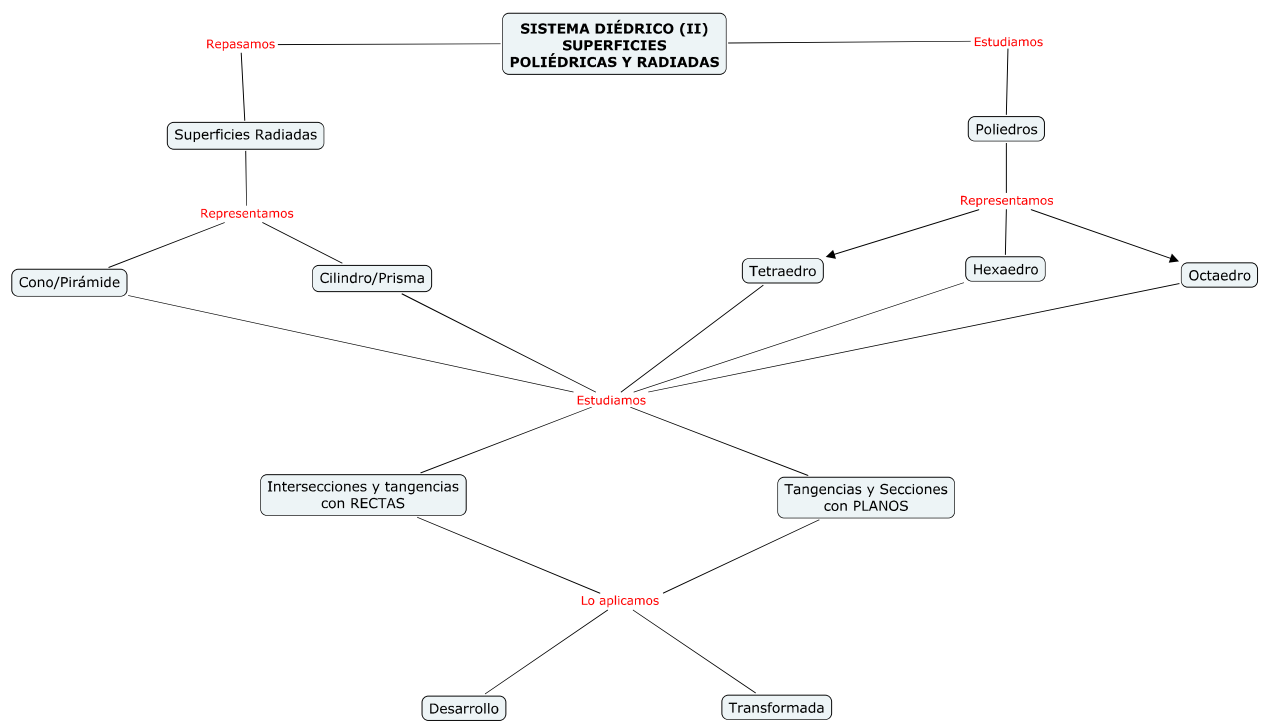 SISTEMA DIÉDRICO (II)
SUPERFICIES
POLIÉDRICAS Y RADIADAS
Repasamos
Estudiamos
Superficies Radiadas
Poliedros
Representamos
Representamos
Cono/Pirámide
Cilindro/Prisma
Tetraedro
Hexaedro
Octaedro
Estudiamos
Intersecciones y tangencias
con RECTAS
Tangencias y Secciones
con PLANOS
Lo aplicamos
Desarrollo
Transformada